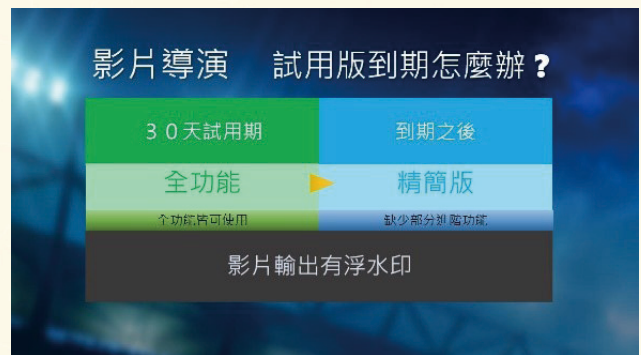 影片導演 試用版到期怎麼辦?
30天試用期 到期之後
全功能 精簡版
全功能皆可使用 缺少部分進階功能
影片輸出有浮水印